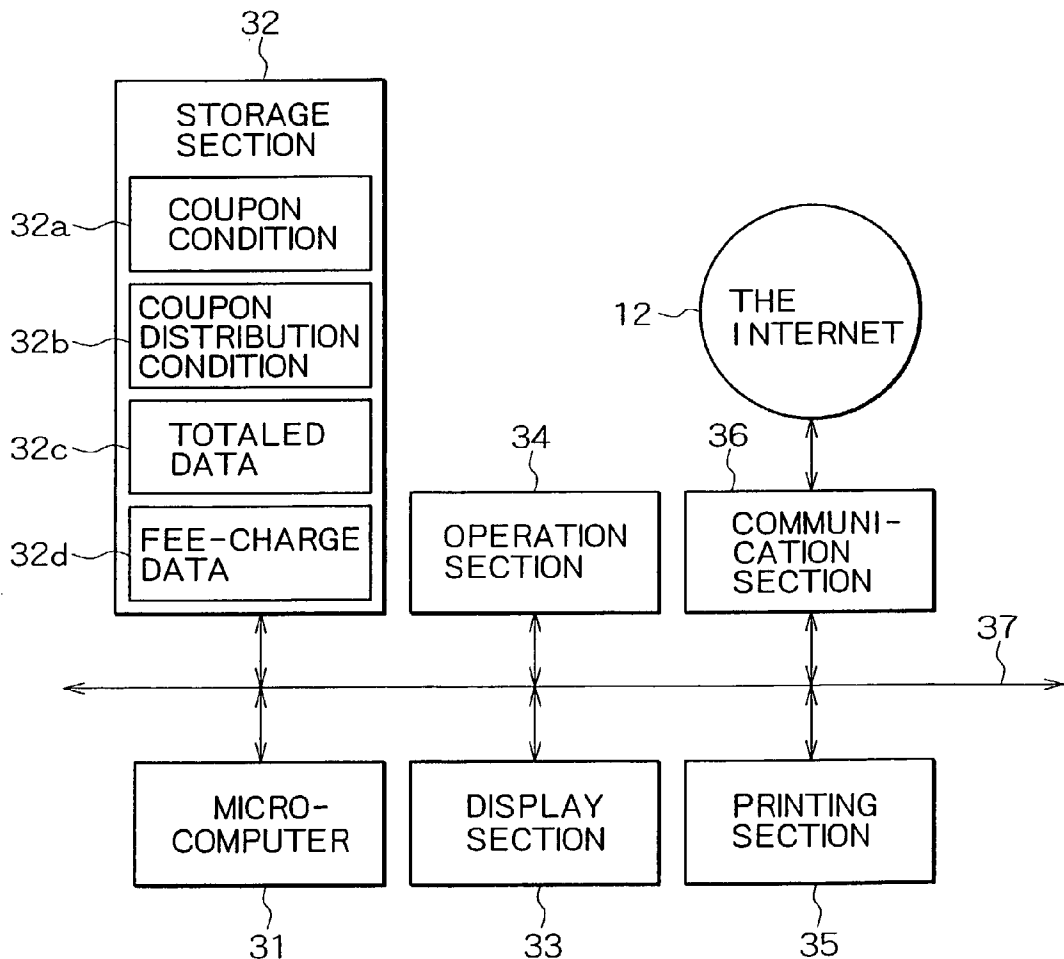 32
STORAGE
SECTION
32a
COUPON
CONDITION
32b
COUPON
DISTRIBUTION
CONDITION
32c
TOTALED
DATA
32d
FEE-CHARGE
DATA
12
THE
INTERNET
34
OPERATION
SECTION
36
COMMUNI-
CATION
SECTION
37
MICRO-
COMPUTER
31
DISPLAY
SECTION
33
PRINTING
SECTION
35